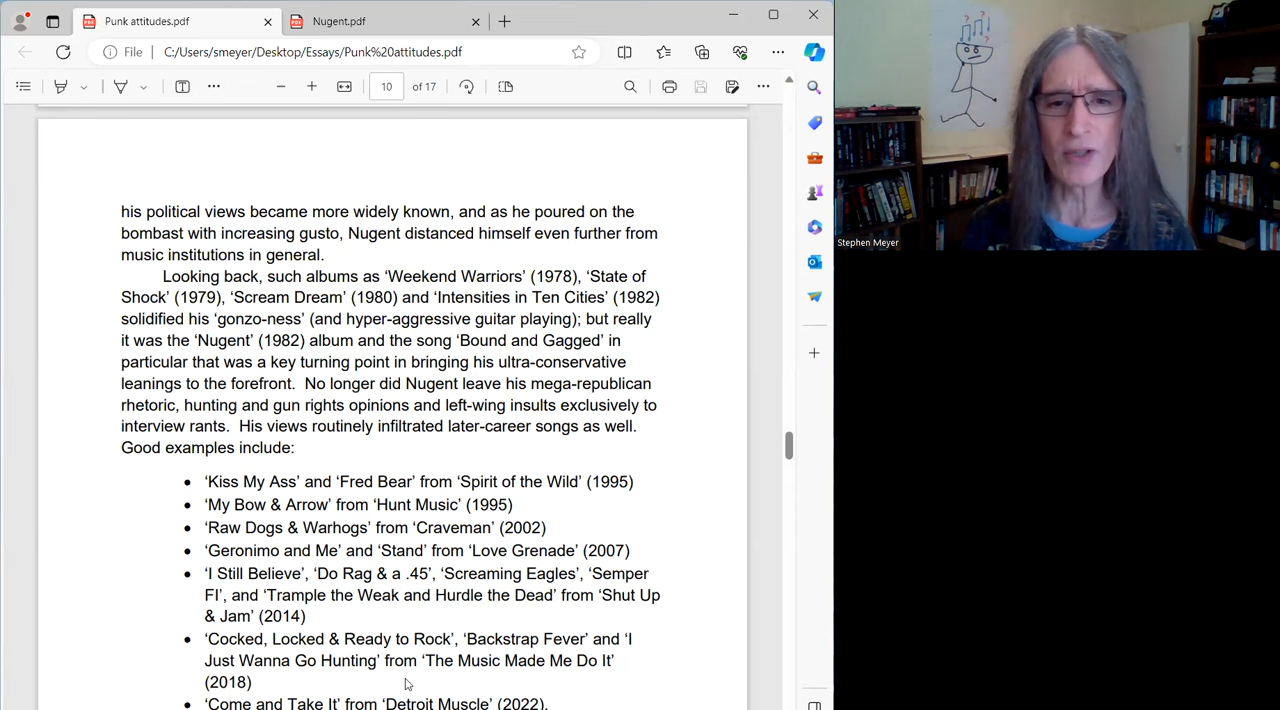 Punk attitudes.pdf
Nugent.pdf
File
C:/Users/smeyer/Desktop/Essays/Punk%20attitudes.pdf
10 of 17
his political views became more widely known, and as he poured on the
bombast with increasing gusto, Nugent distanced himself even further from
music institutions in general.
Looking back, such albums as ‘Weekend Warriors’ (1978), ‘State of
Shock’ (1979), ‘Scream Dream’ (1980) and ‘Intensities in Ten Cities’ (1982)
solidified his ‘gonzo-ness’ (and hyper-aggressive guitar playing); but really
it was the ‘Nugent’ (1982) album and the song ‘Bound and Gagged’ in
particular that was a key turning point in bringing his ultra-conservative
leanings to the forefront.  No longer did Nugent leave his mega-republican
rhetoric, hunting and gun rights opinions and left-wing insults exclusively to
interview rants.  His views routinely infiltrated later-career songs as well.
Good examples include:
• ‘Kiss My Ass’ and ‘Fred Bear’ from ‘Spirit of the Wild’ (1995)
• ‘My Bow & Arrow’ from ‘Hunt Music’ (1995)
• ‘Raw Dogs & Warhogs’ from ‘Craveman’ (2002)
• ‘Geronimo and Me’ and ‘Stand’ from ‘Love Grenade’ (2007)
• ‘I Still Believe’, ‘Do Rag & a .45’, ‘Screaming Eagles’, ‘Semper
FI’, and ‘Trample the Weak and Hurdle the Dead’ from ‘Shut Up
& Jam’ (2014)
• ‘Cocked, Locked & Ready to Rock’, ‘Backstrap Fever’ and ‘I
Just Wanna Go Hunting’ from ‘The Music Made Me Do It’
(2018)
• ‘Come and Take It’ from ‘Detroit Muscle’ (2022).
Stephen Meyer